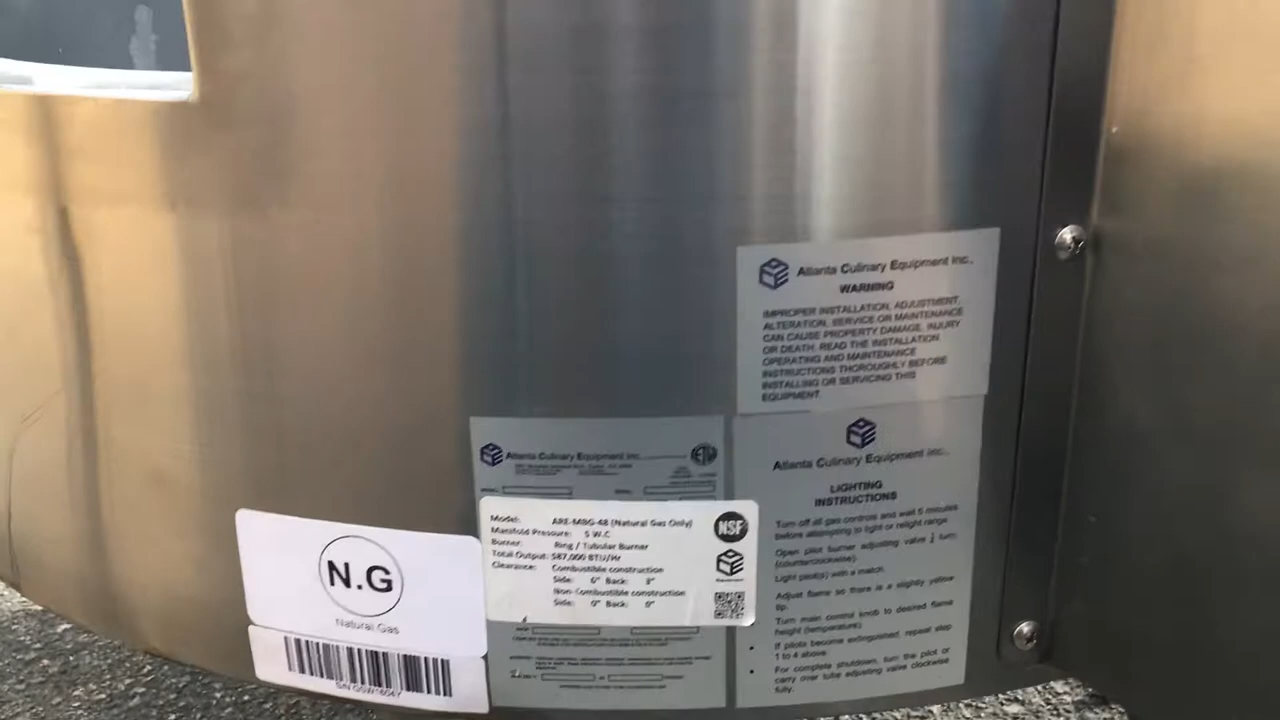 Atlanta Culinary Equipment Inc.,
WARNING
IMPROPER INSTALLATION, ADJUSTMENT,
ALTERATION, SERVICE OR MAINTENANCE
CAN CAUSE PROPERTY DAMAGE, INJURY
OR DEATH. READ THE INSTALLATION
OPERATING AND MAINTENANCE
INSTRUCTIONS THOROUGHLY BEFORE
INSTALLING OR SERVICING THIS
EQUIPMENT.
Atlanta Culinary Equipment Inc.,
LIGHTING
INSTRUCTIONS
Turn off all gas controls and wait 5 minutes
before attempting to light or relight range
Open pilot burner adjusting valve turn
(counterclockwise)
Light pilot(s) with a match.
Adjust flame so there is a slightly yellow
tip.
Turn main control knob to desired flame
height (temperature)
• If pilots become extinguished, repeat step
1 to 4 above.
• For complete shutdown, turn the pilot or
carry over tube adjusting valve clockwise
fully.
Atlanta Culinary Equipment Inc.
Model: ARE-MBG-48 (Natural Gas Only)
Manifold Pressure: 5 W.C
Burner: Ring / Tubular Burner
Total Output: 587,000 BTU/Hr
Clearance: Combustible construction
Side: 6" Back: 8"
Non-Combustible construction
Side: 0" Back: 0"
NSF
N.G
Natural Gas